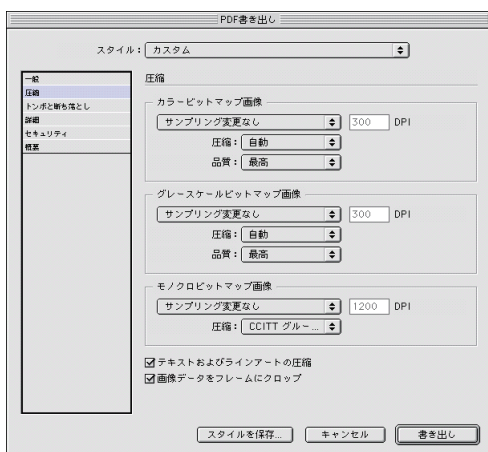 PDF書き出し
スタイル： カスタム
一般
圧縮
トンボと断ち落とし
詳細
セキュリティ
概要
圧縮
カラービットマップ画像
サンプリング変更なし 300 DPI
圧縮： 自動
品質： 最高
グレースケールビットマップ画像
サンプリング変更なし 300 DPI
圧縮： 自動
品質： 最高
モノクロビットマップ画像
サンプリング変更なし 1200 DPI
圧縮： CCITT グルー...
テキストおよびラインアートの圧縮
画像データをフレームにクロップ
スタイルを保存... キャンセル 書き出し